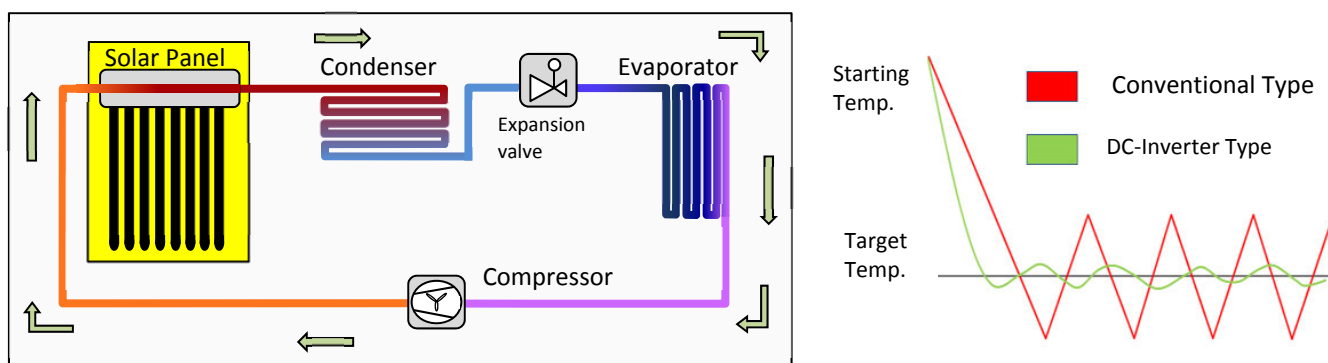 Solar Panel
Condenser
Expansion
valve
Evaporator
Compressor
Starting
Temp.
Conventional Type
DC-Inverter Type
Target
Temp.